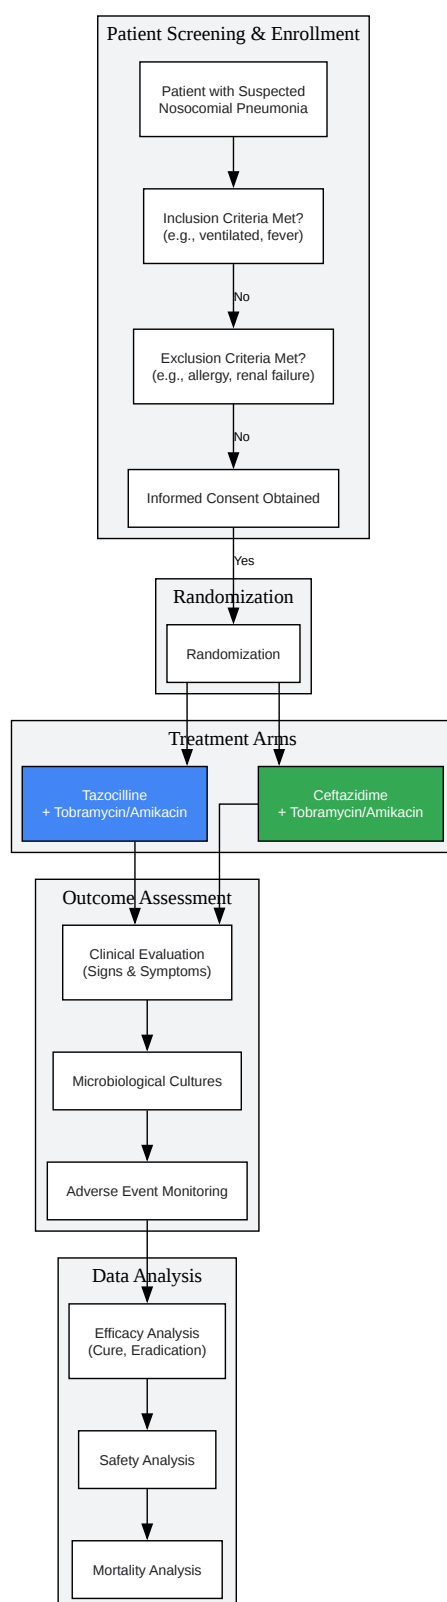 Patient Screening & Enrollment
Patient with Suspected
Nosocomial Pneumonia
Inclusion Criteria Met?
(e.g., ventilated, fever)
No
Exclusion Criteria Met?
(e.g., allergy, renal failure)
No
Informed Consent Obtained
Yes
Randomization
Randomization
Treatment Arms
Tazocilline
+ Tobramycin/Amikacin
Ceftazidime
+ Tobramycin/Amikacin
Outcome Assessment
Clinical Evaluation
(Signs & Symptoms)
Microbiological Cultures
Adverse Event Monitoring
Data Analysis
Efficacy Analysis
(Cure, Eradication)
Safety Analysis
Mortality Analysis